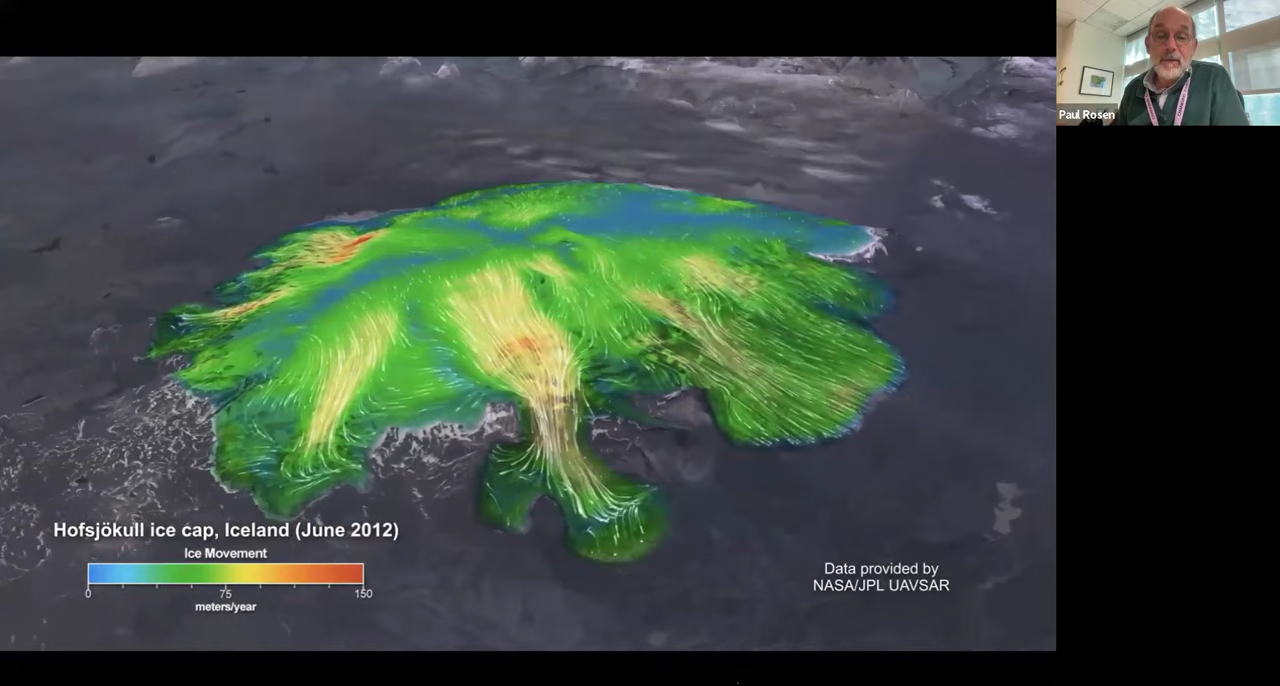 Paul Rosen
Hofsjökull ice cap, Iceland (June 2012)
Ice Movement
0 75 150
meters/year
Data provided by
NASA/JPL UAVSAR